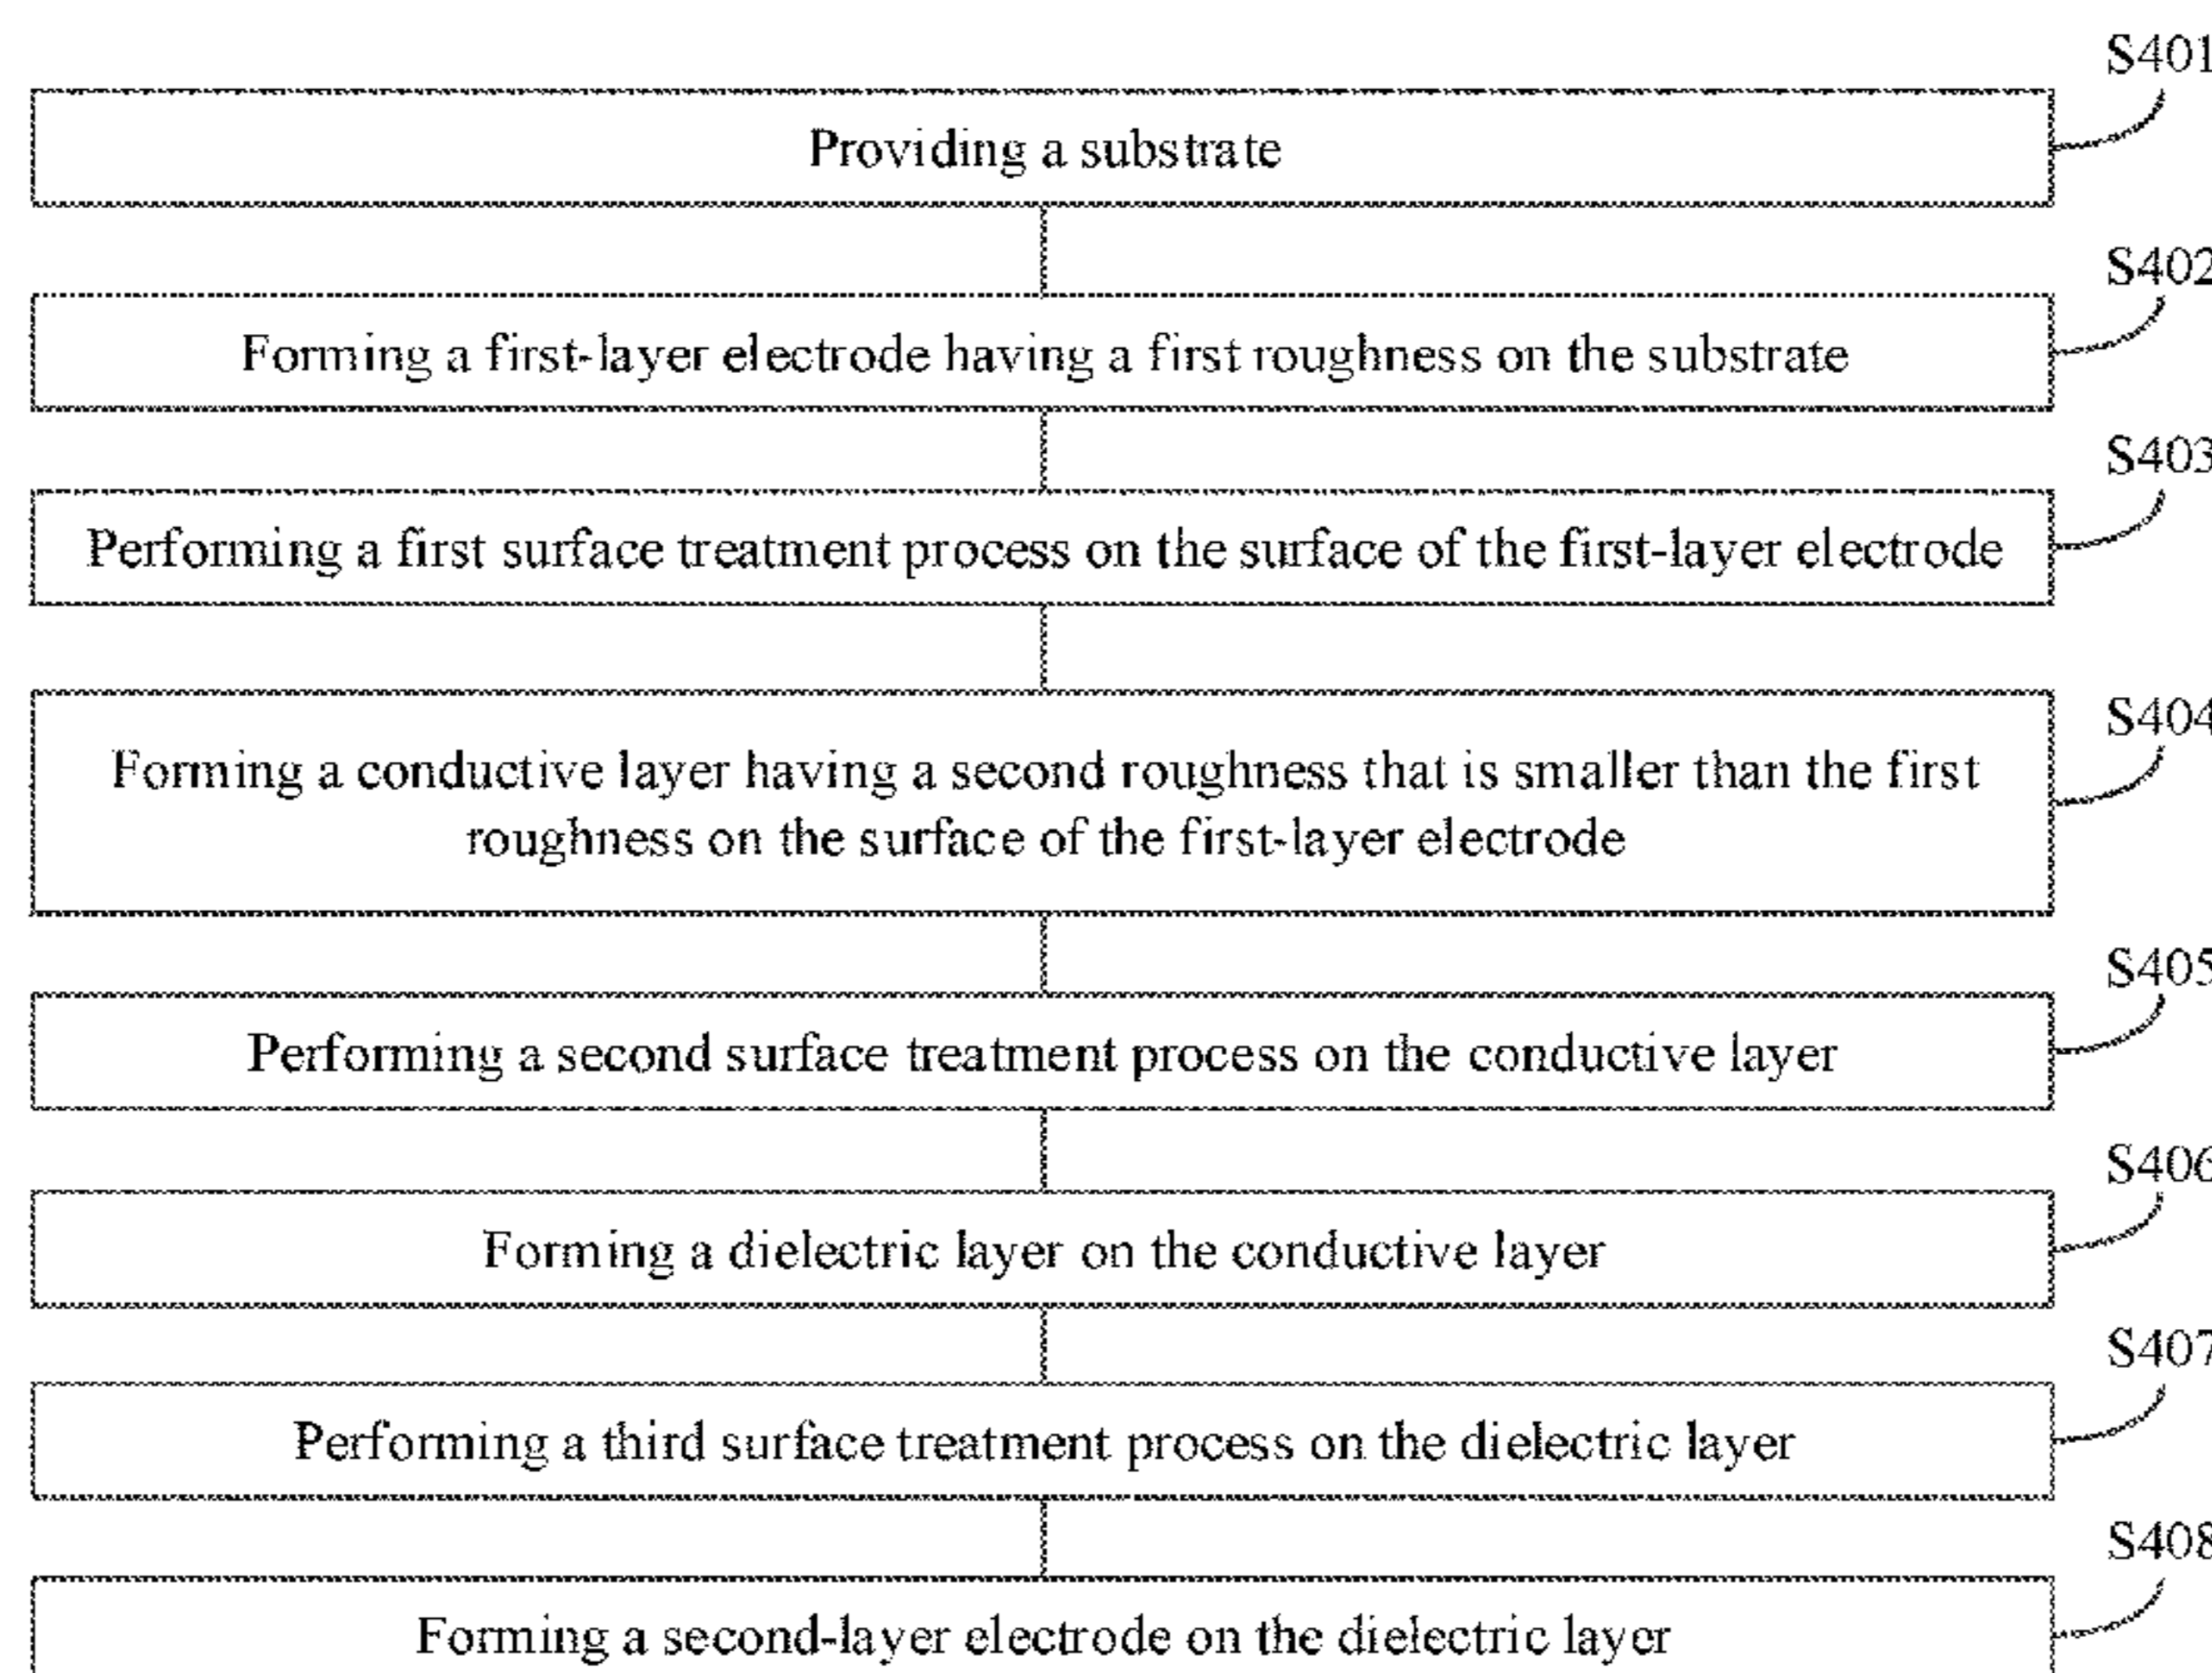 S401
Providing a substrate
S402
Forming a first-layer electrode having a first roughness on the substrate
S403
Performing a first surface treatment process on the surface of the first-layer electrode
S404
Forming a conductive layer having a second roughness that is smaller than the first
roughness on the surface of the first-layer electrode
S405
Performing a second surface treatment process on the conductive layer
S406
Forming a dielectric layer on the conductive layer
S407
Performing a third surface treatment process on the dielectric layer
S408
Forming a second-layer electrode on the dielectric layer